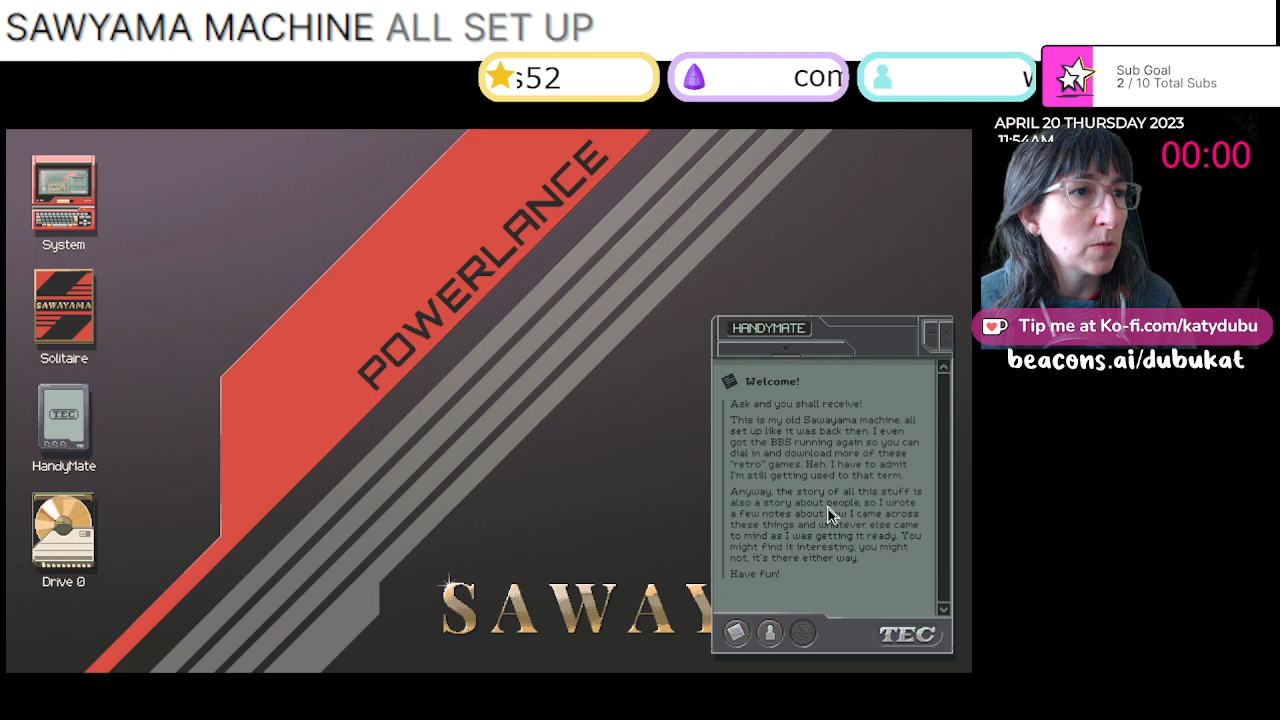 SAWYAMA MACHINE ALL SET UP
s52
con
Sub Goal
2 / 10 Total Subs
APRIL 20 THURSDAY 2023
11:54AM
00:00
POWERLANCE
System
SAWAYAMA
Solitaire
TEC
HandyMate
Drive 0
HANDYMATE
Welcome!
Ask and you shall receive!
This is my old Sawayama machine, all
set up like it was back then. I even
got the BBS running again so you can
dial in and download more of these
"retro" games. Heh. I have to admit
I'm still getting used to that term.
Anyway, the story of all this stuff is
also a story about people, so I wrote
a few notes about how I came across
these things and whatever else came
to mind as I was getting it ready. You
might find it interesting, you might
not, it's there either way.
Have fun!
TEC
SAWAY
Tip me at Ko-fi.com/katydubu
beacons.ai/dubukat